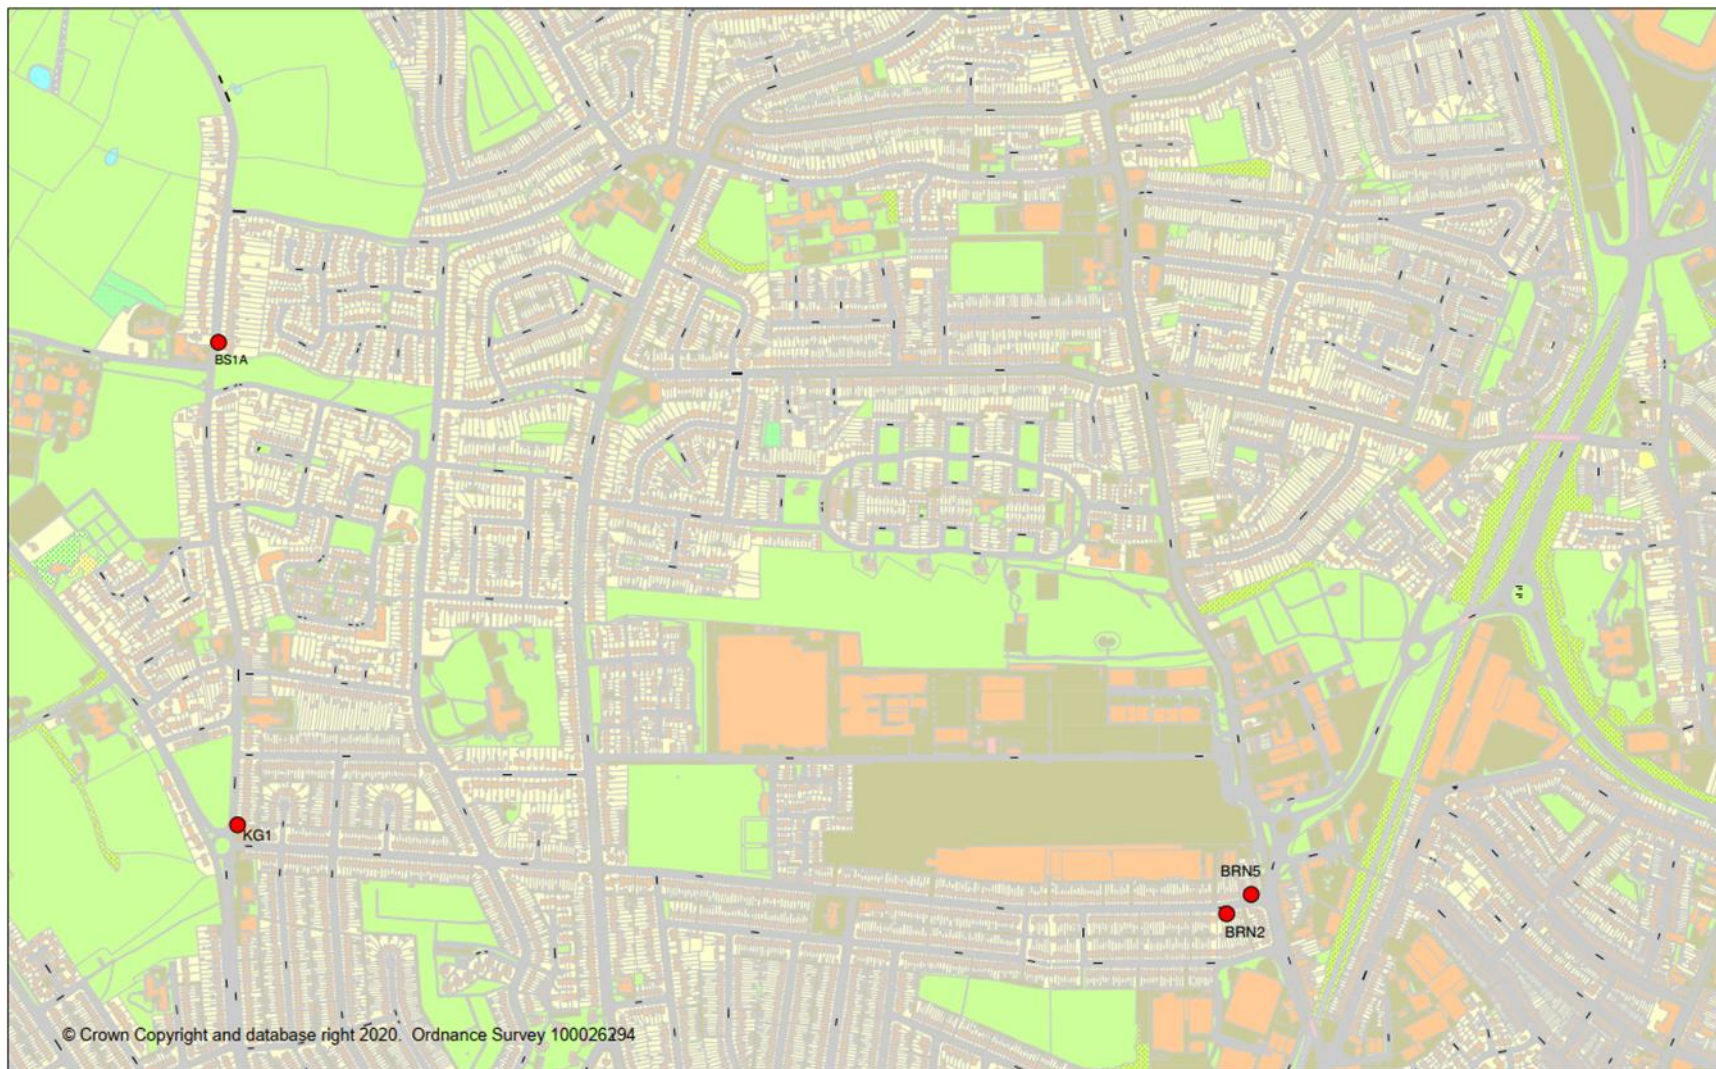 BS1A
KG1
BRN5
BRN2
© Crown Copyright and database right 2020. Ordnance Survey 100026294